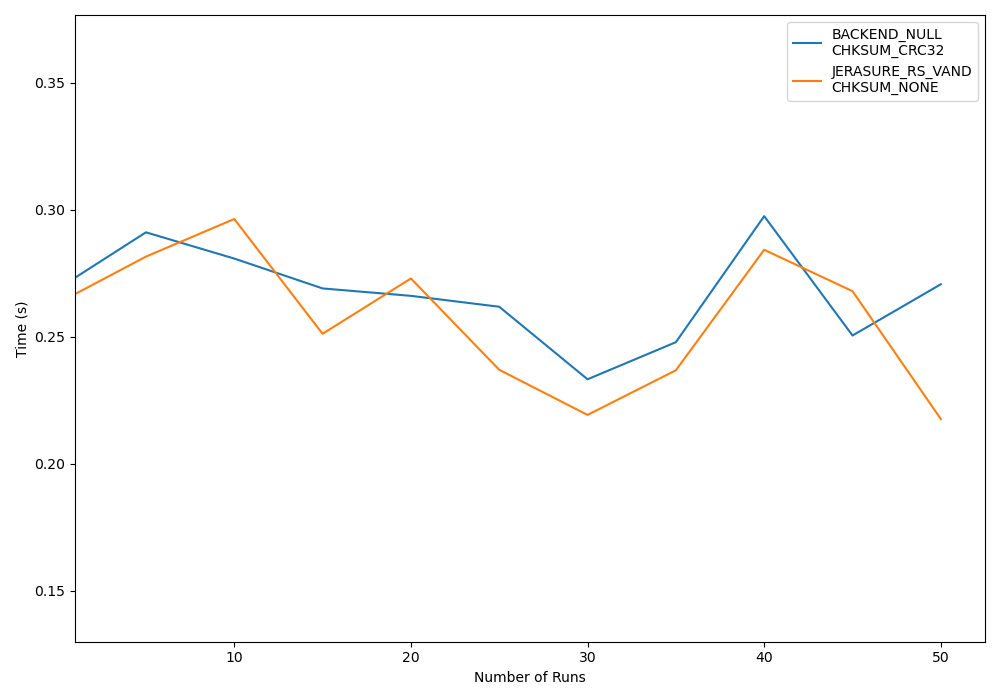 BACKEND_NULL
CHKSUM_CRC32
JERASURE_RS_VAND
CHKSUM_NONE
0.35
0.30
0.25
0.20
0.15
Time (s)
10 20 30 40 50
Number of Runs